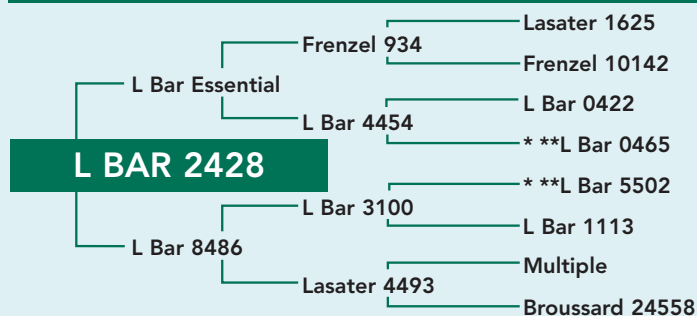 Lasater 1625
Frenzel 934
Frenzel 10142
L Bar Essential
L Bar 0422
L Bar 4454
* **L Bar 0465
L BAR 2428
* **L Bar 5502
L Bar 3100
L Bar 1113
L Bar 8486
Multiple
Lasater 4493
Broussard 24558